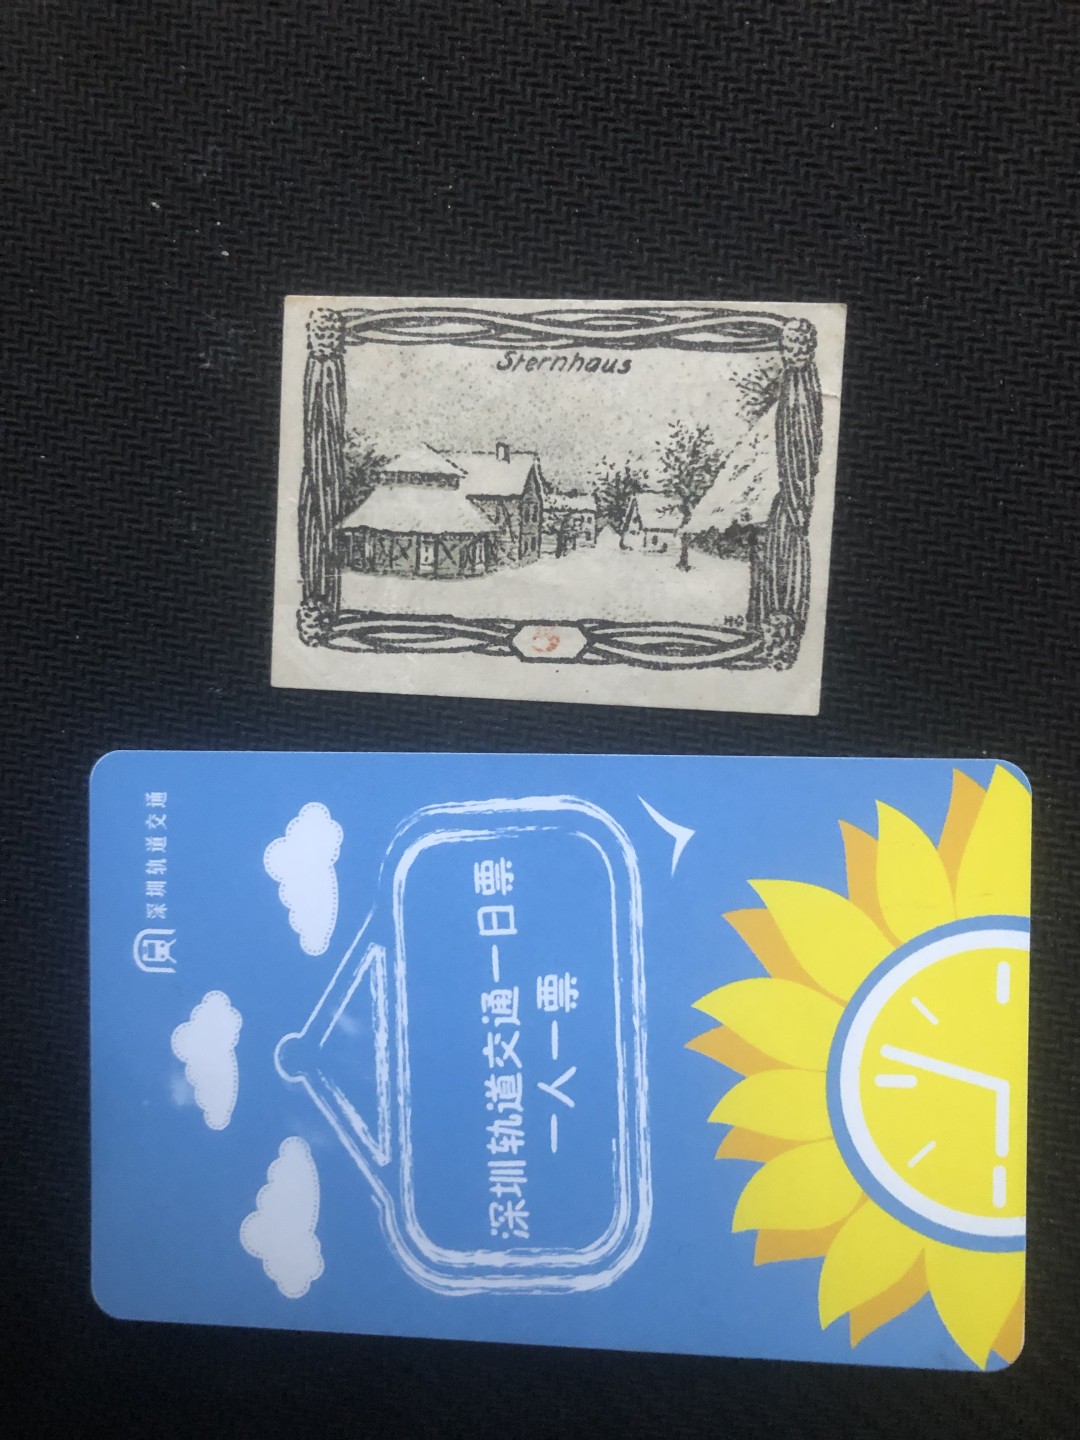 Sternhaus
HG
深圳轨道交通
深圳轨道交通一日票
一人一票